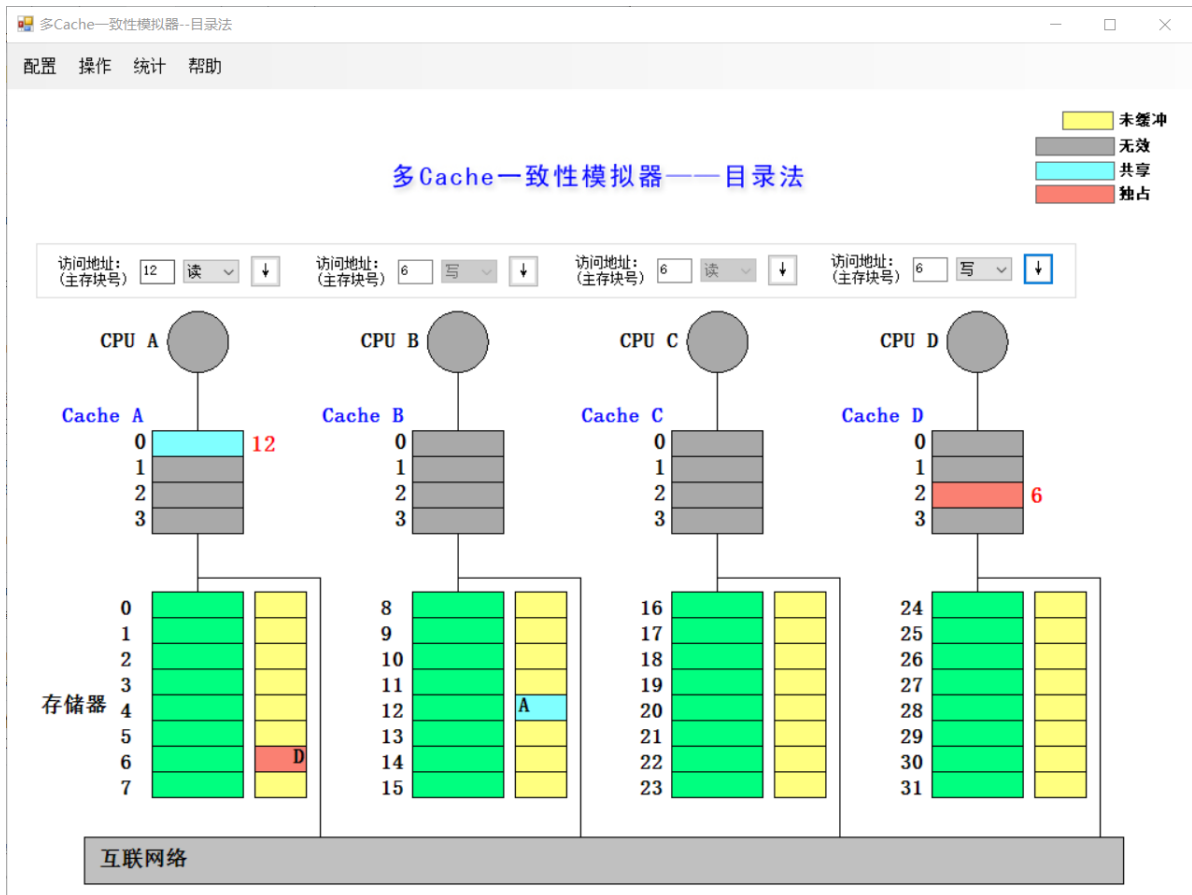 多Cache一致性模拟器--目录法
配置 操作 统计 帮助
未缓冲
无效
共享
独占
多Cache一致性模拟器——目录法
访问地址:
(主存块号) 12 读 ↓
访问地址:
(主存块号) 6 写 ↓
访问地址:
(主存块号) 6 读 ↓
访问地址:
(主存块号) 6 写 ↓
CPU A
CPU B
CPU C
CPU D
Cache A
0 12
1
2
3
Cache B
0
1
2
3
Cache C
0
1
2
3
Cache D
0
1
2 6
3
存储器
0
1
2
3
4
5
6 D
7
8
9
10
11
12 A
13
14
15
16
17
18
19
20
21
22
23
24
25
26
27
28
29
30
31
互联网络